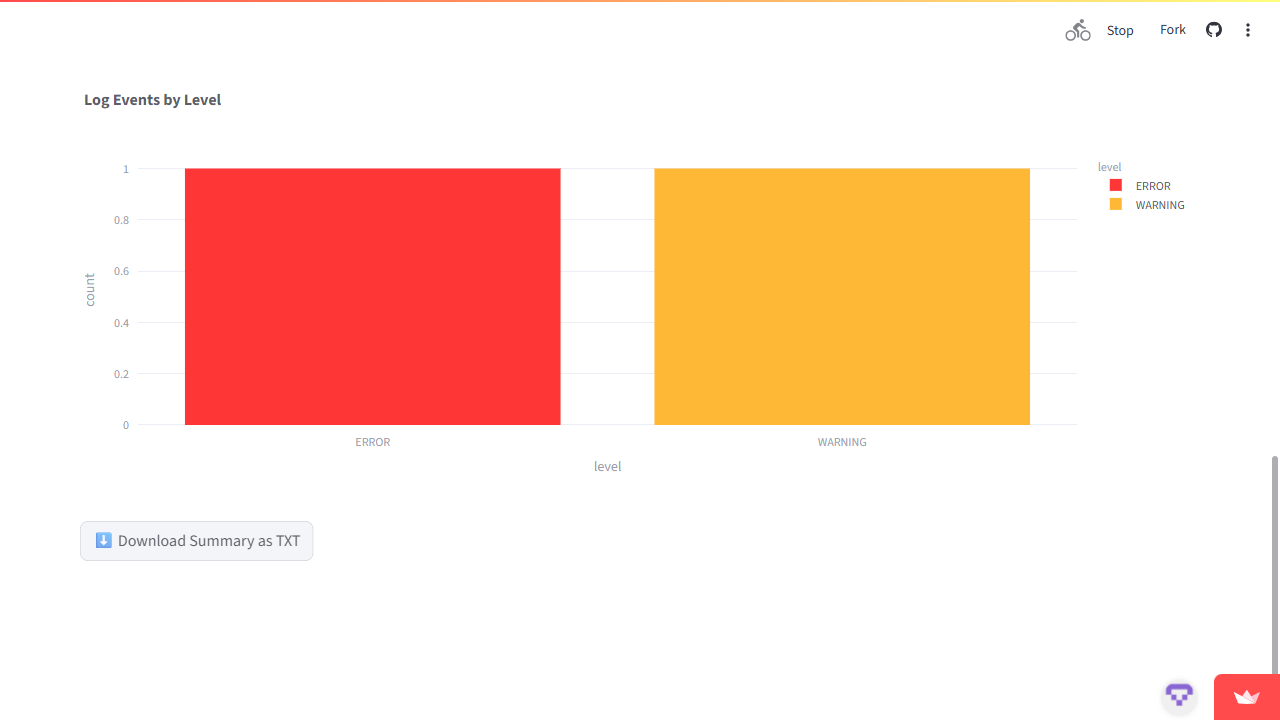 Stop Fork
Log Events by Level
1
0.8
0.6
0.4
0.2
0
count
ERROR WARNING
level
level
ERROR
WARNING
Download Summary as TXT